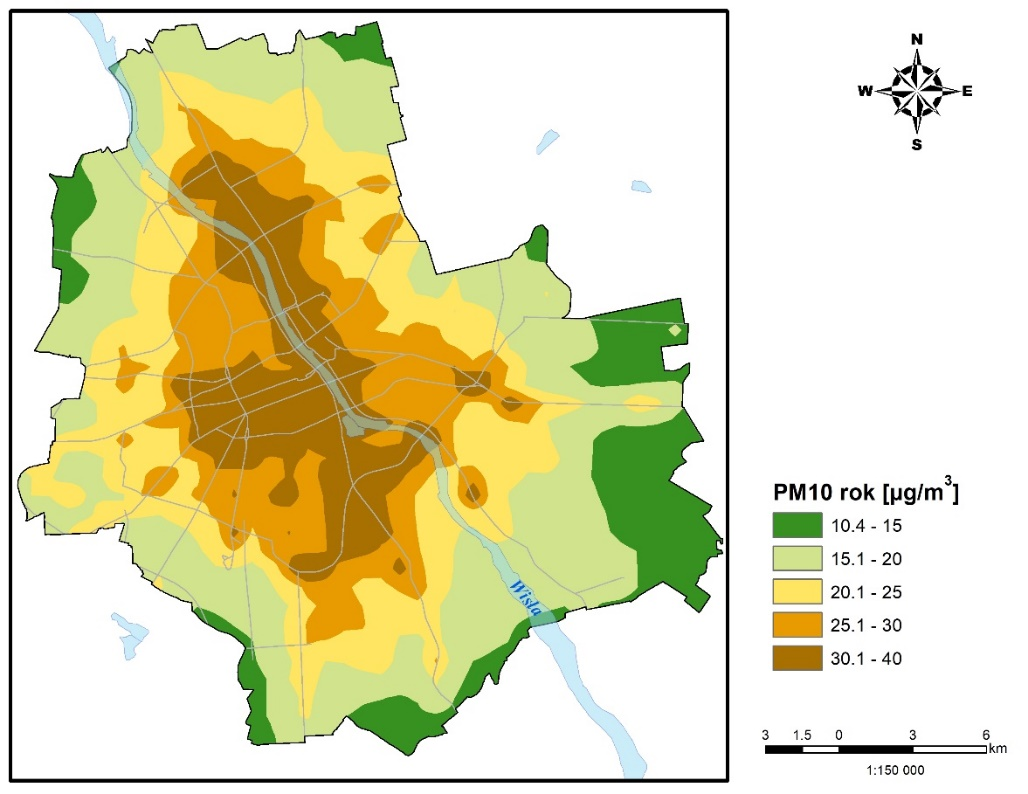 N
W E
S
PM10 rok [µg/m³]
10.4 - 15
15.1 - 20
20.1 - 25
25.1 - 30
30.1 - 40
Wisła
3 1.5 0 3 6
km
1:150 000